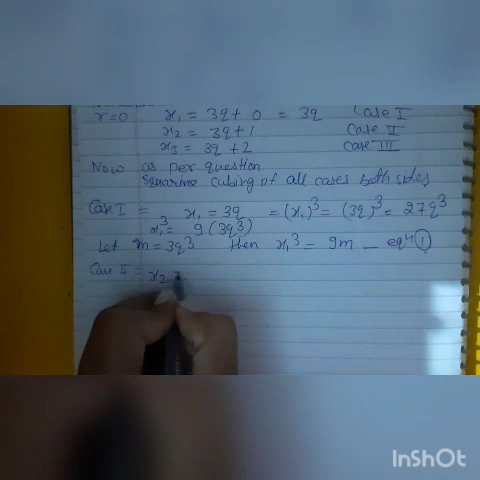 r=0 x₁ = 3q + 0 = 3q Case I
x₂ = 3q+1 Case II
x₃ = 3q+2 Case III
Now as per question
cubing of all cases both sides
Case I = x₁ = 3q = (x₁)³ = (3q)³ = 27q³
x₁³ = 9(3q³)
Let m = 3q³ then x₁³ = 9m — eqⁿ ①
Case II = x₂
InShOt